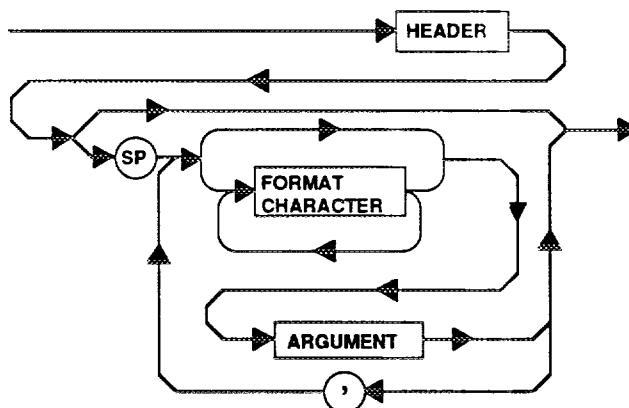 HEADER
SP
FORMAT
CHARACTER
ARGUMENT
,